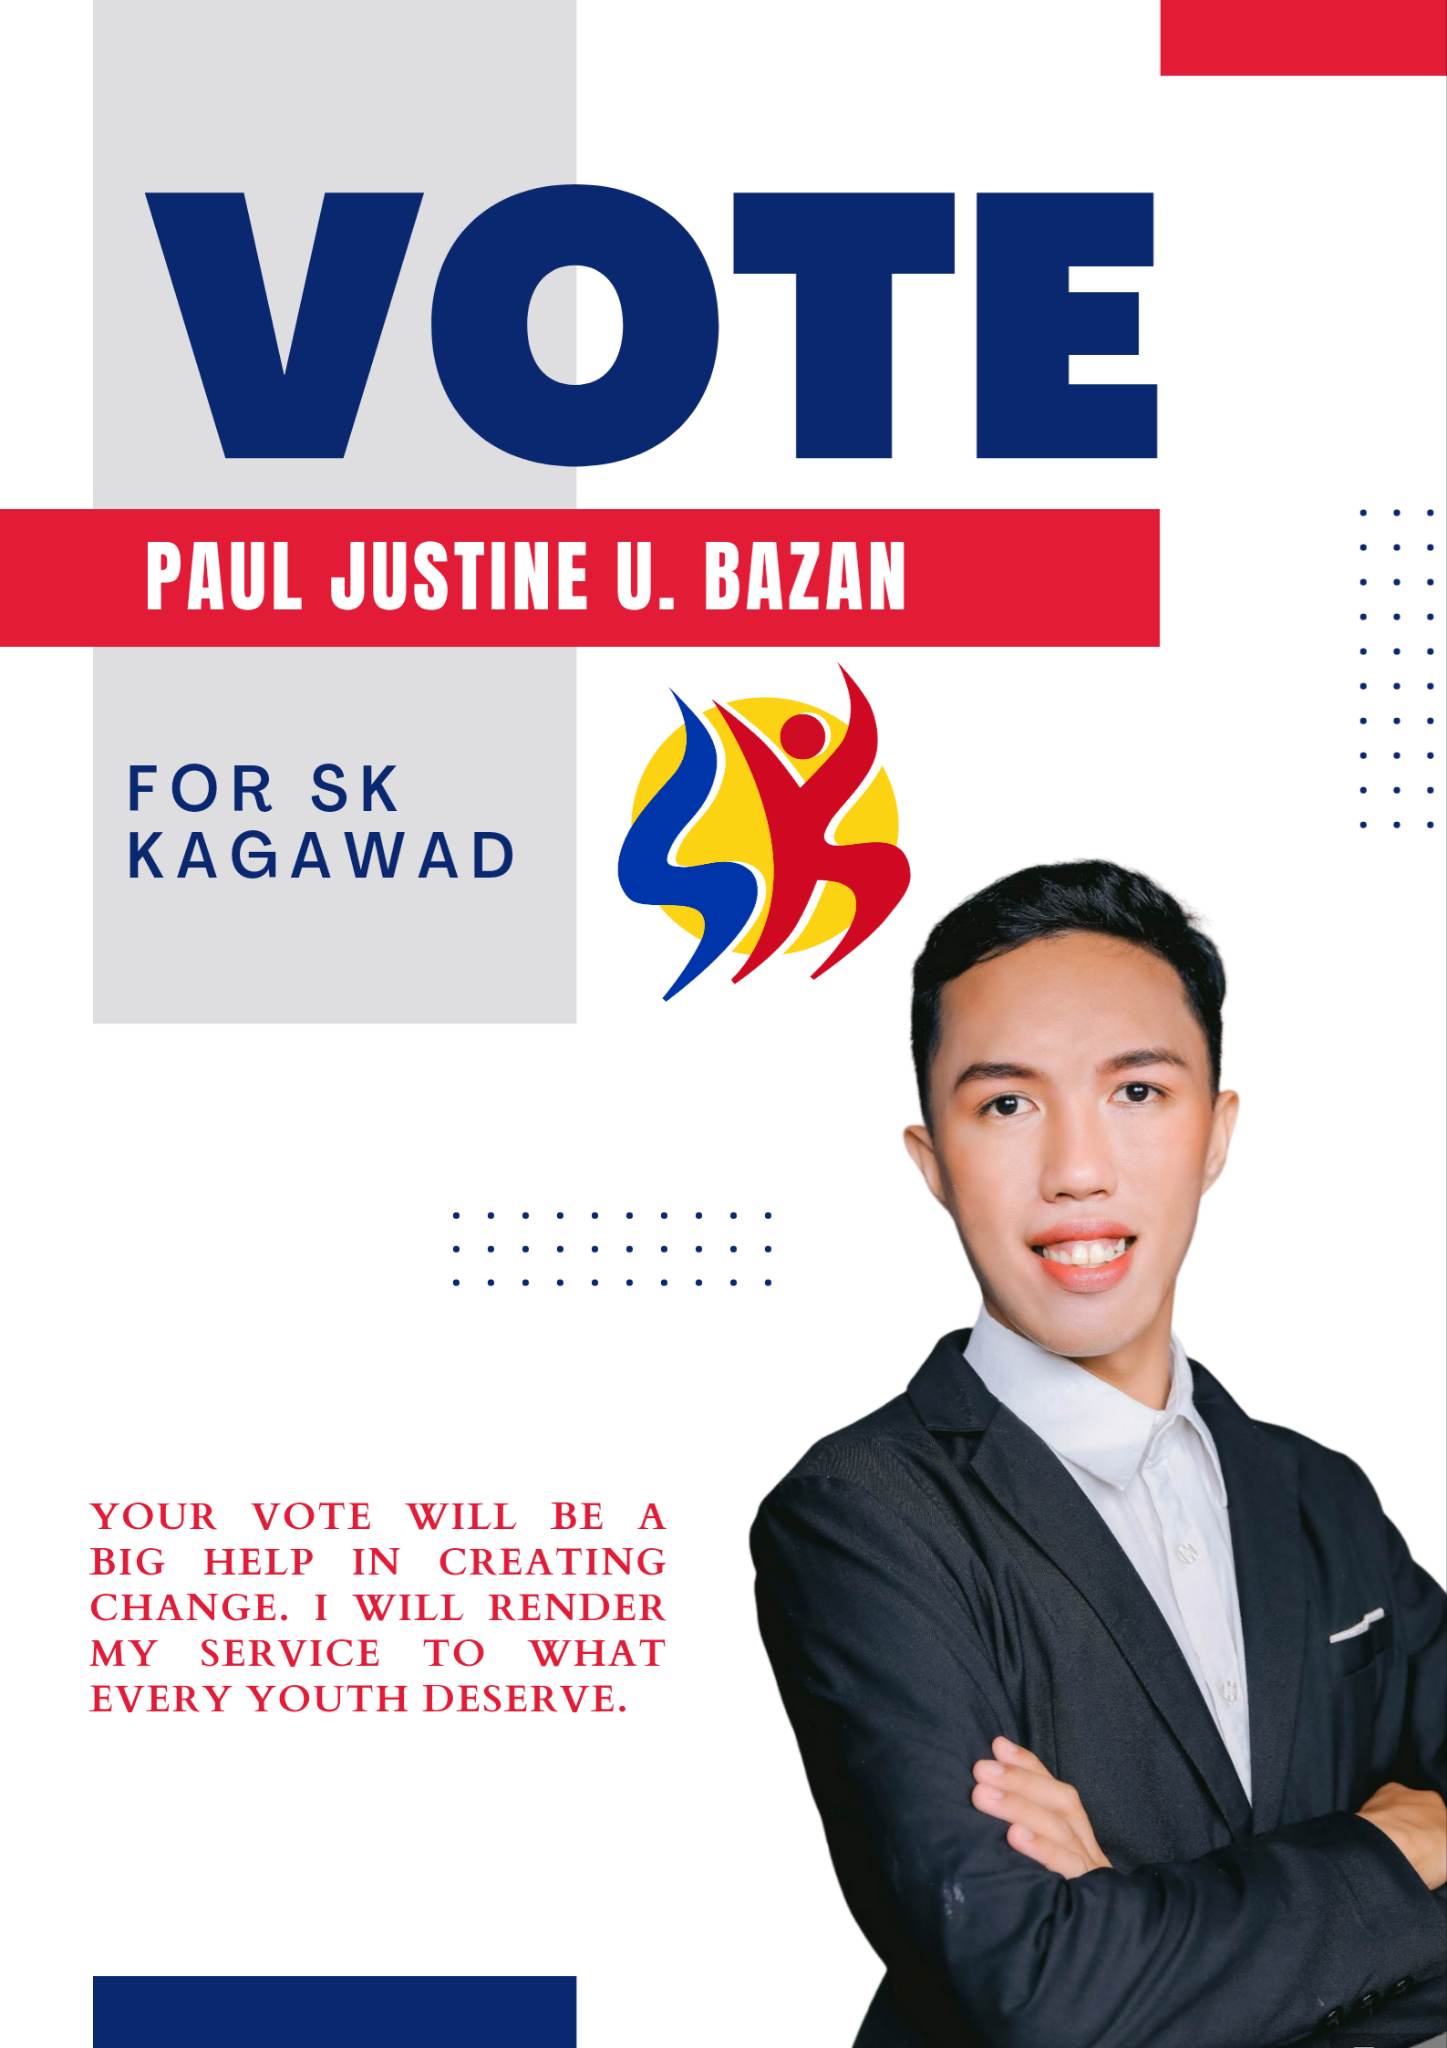 VOTE
PAUL JUSTINE U. BAZAN
FOR SK
KAGAWAD
SK
YOUR VOTE WILL BE A
BIG HELP IN CREATING
CHANGE. I WILL RENDER
MY SERVICE TO WHAT
EVERY YOUTH DESERVE.